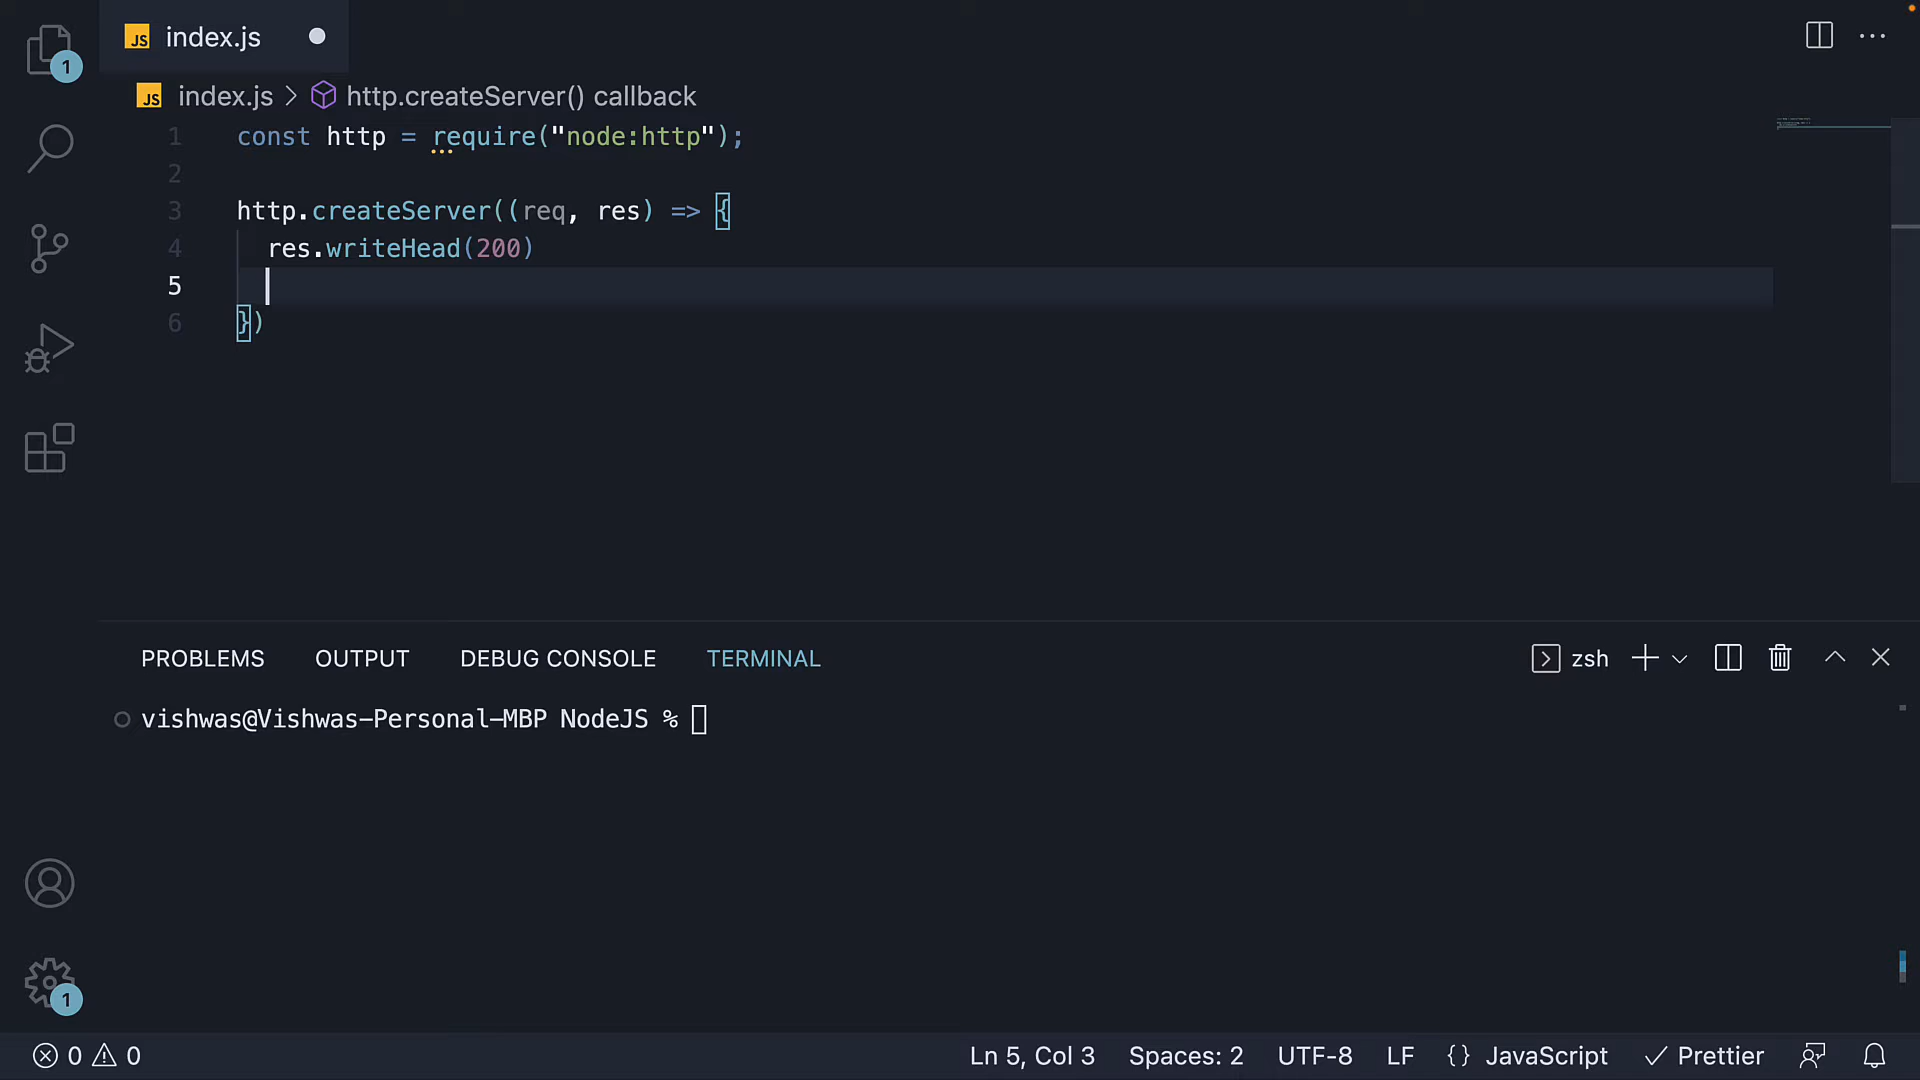 JS index.js
1
JS index.js > http.createServer() callback
1 const http = require("node:http");
2
3 http.createServer((req, res) => {
4 res.writeHead(200)
5
6 })
PROBLEMS OUTPUT DEBUG CONSOLE TERMINAL zsh
vishwas@Vishwas-Personal-MBP NodeJS %
1
0 0 Ln 5, Col 3 Spaces: 2 UTF-8 LF {} JavaScript Prettier